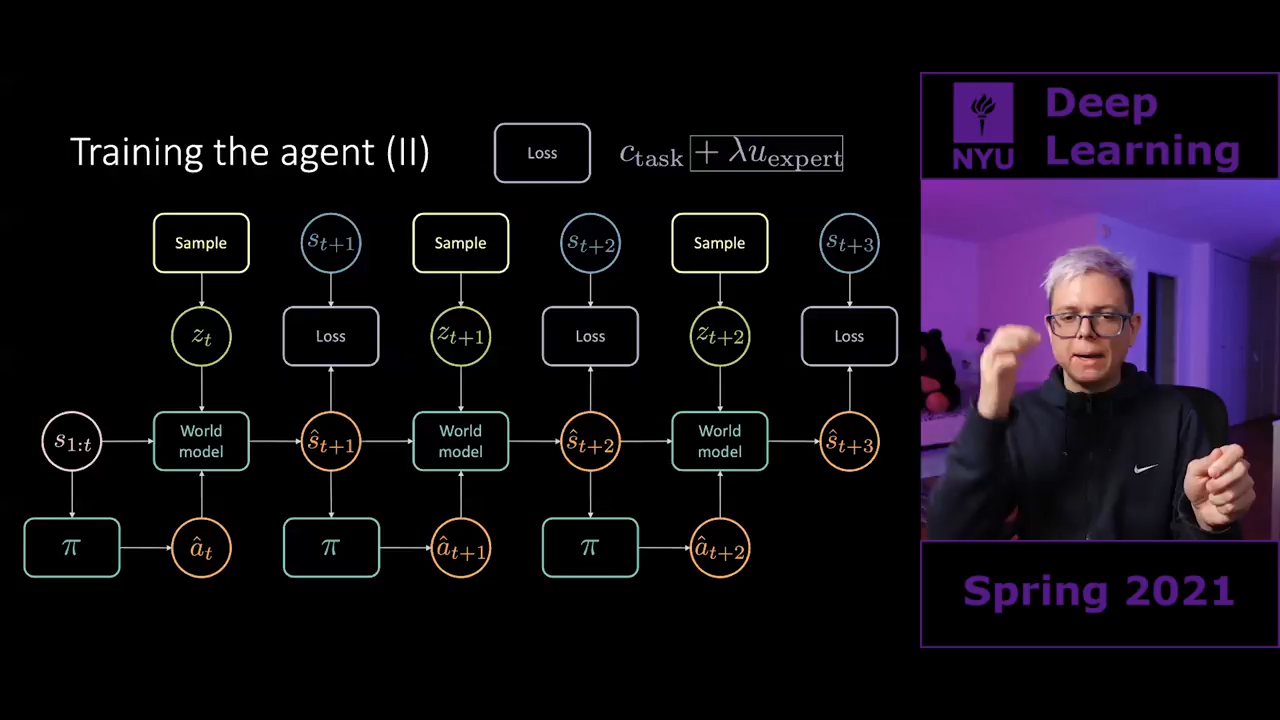 Training the agent (II)
Loss
c_task + λu_expert
Sample
s_{t+1}
Sample
s_{t+2}
Sample
s_{t+3}
z_t
Loss
z_{t+1}
Loss
z_{t+2}
Loss
s_{1:t}
World
model
ŝ_{t+1}
World
model
ŝ_{t+2}
World
model
ŝ_{t+3}
π
â_t
π
â_{t+1}
π
â_{t+2}
NYU
Deep
Learning
Spring 2021